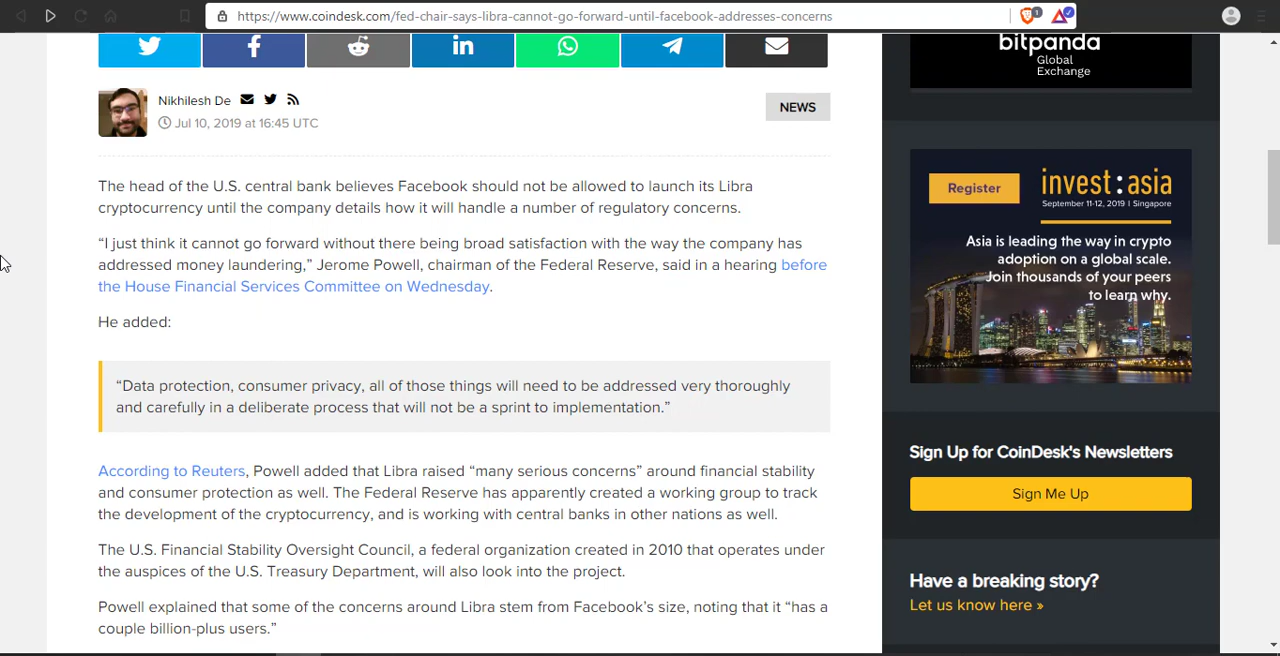 https://www.coindesk.com/fed-chair-says-libra-cannot-go-forward-until-facebook-addresses-concerns
1
Nikhilesh De
Jul 10, 2019 at 16:45 UTC
NEWS
The head of the U.S. central bank believes Facebook should not be allowed to launch its Libra
cryptocurrency until the company details how it will handle a number of regulatory concerns.
“I just think it cannot go forward without there being broad satisfaction with the way the company has
addressed money laundering,” Jerome Powell, chairman of the Federal Reserve, said in a hearing before
the House Financial Services Committee on Wednesday.
He added:
“Data protection, consumer privacy, all of those things will need to be addressed very thoroughly
and carefully in a deliberate process that will not be a sprint to implementation.”
According to Reuters, Powell added that Libra raised “many serious concerns” around financial stability
and consumer protection as well. The Federal Reserve has apparently created a working group to track
the development of the cryptocurrency, and is working with central banks in other nations as well.
The U.S. Financial Stability Oversight Council, a federal organization created in 2010 that operates under
the auspices of the U.S. Treasury Department, will also look into the project.
Powell explained that some of the concerns around Libra stem from Facebook’s size, noting that it “has a
couple billion-plus users.”
bitpanda
Global
Exchange
Register
invest:asia
September 11-12, 2019 | Singapore
Asia is leading the way in crypto
adoption on a global scale.
Join thousands of your peers
to learn why.
Sign Up for CoinDesk's Newsletters
Sign Me Up
Have a breaking story?
Let us know here »